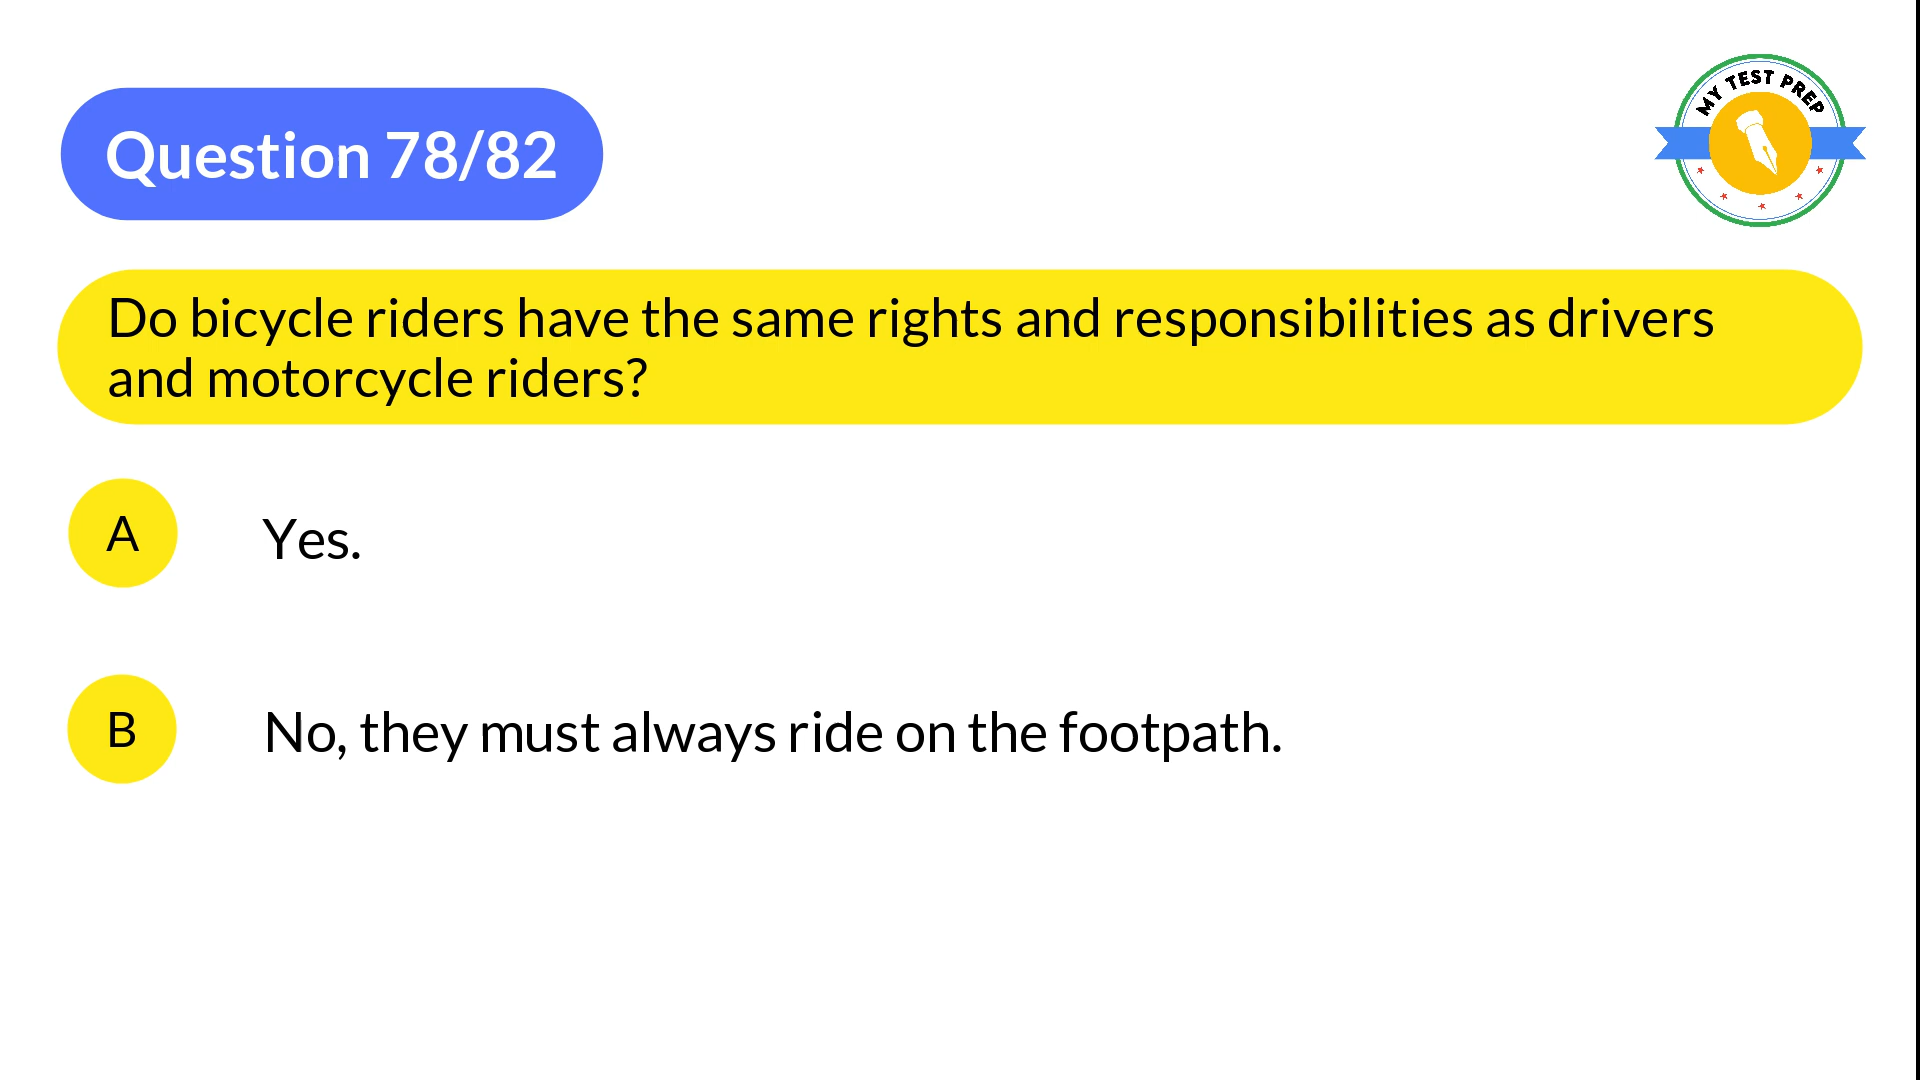 MY TEST PREP
Question 78/82
Do bicycle riders have the same rights and responsibilities as drivers
and motorcycle riders?
A
Yes.
B
No, they must always ride on the footpath.